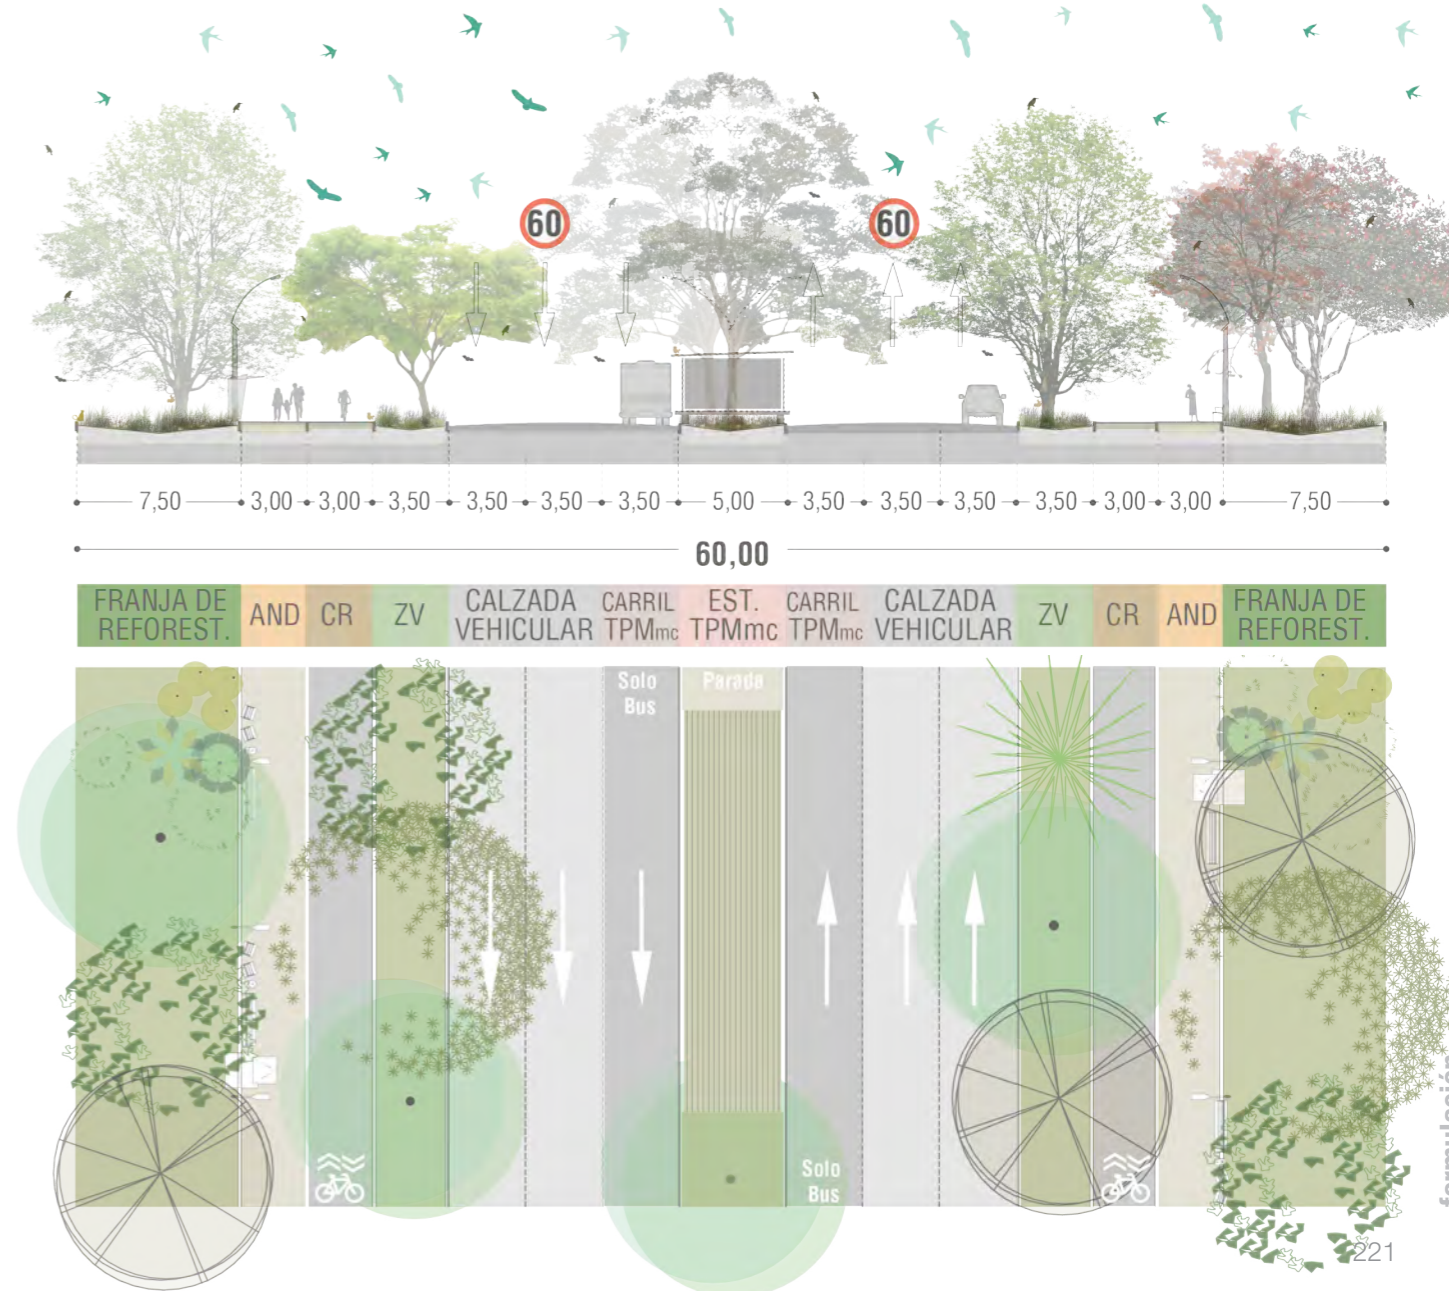 60
60
7,50 3,00 3,00 3,50 3,50 3,50 3,50 5,00 3,50 3,50 3,50 3,50 3,00 3,00 7,50
60,00
FRANJA DE REFOREST.
AND
CR
ZV
CALZADA VEHICULAR
CARRIL TPMmc
EST. TPMmc
CARRIL TPMmc
CALZADA VEHICULAR
ZV
CR
AND
FRANJA DE REFOREST.
Solo
Bus
Parada
Solo
Bus
formulación
221